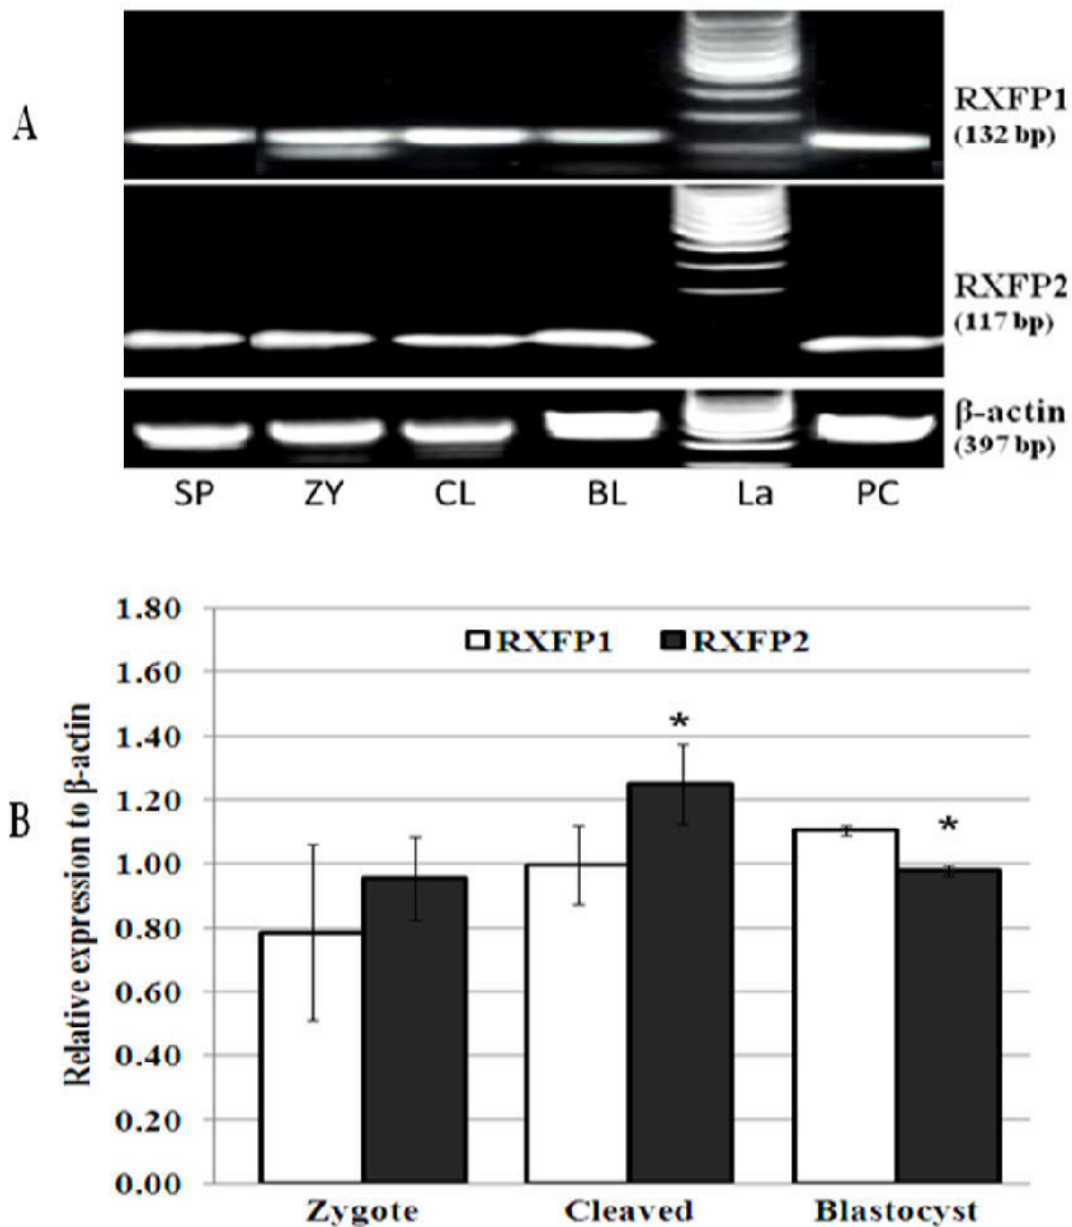 A
RXFP1
(132 bp)
RXFP2
(117 bp)
β-actin
(397 bp)
SP ZY CL BL La PC
B
Relative expression to β-actin
1.80
1.60
1.40
1.20
1.00
0.80
0.60
0.40
0.20
0.00
RXFP1 RXFP2
*
*
Zygote Cleaved Blastocyst